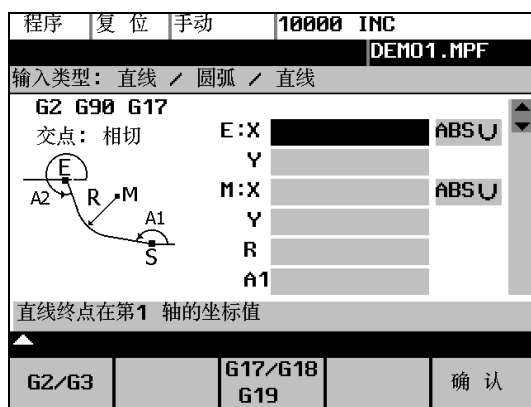 程序 复 位 手动 10000 INC
DEMO1.MPF
输入类型: 直线 / 圆弧 / 直线
G2 G90 G17
交点: 相切
E:X ABS
Y
M:X ABS
Y
R
A1
E
A2 R M
A1
S
直线终点在第1 轴的坐标值
G2/G3 G17/G18 确 认
G19